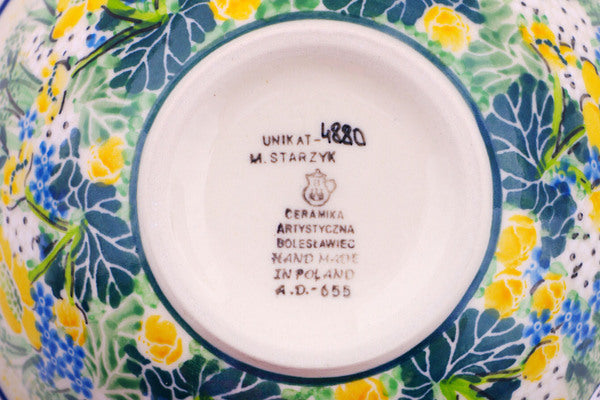 UNIKAT-4880
M. STARZYK
CERAMIKA
ARTYSTYCZNA
BOLESŁAWIEC
HAND MADE
IN POLAND
A.D.-655